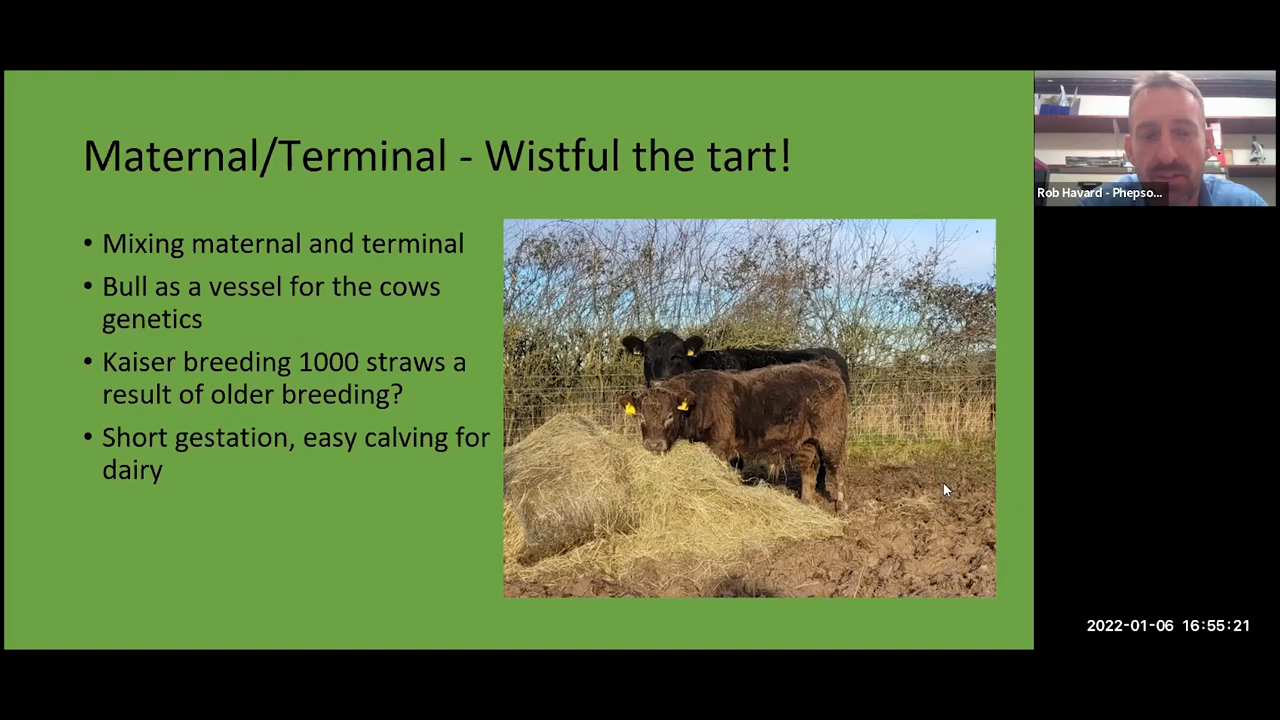 Maternal/Terminal - Wistful the tart!
• Mixing maternal and terminal
• Bull as a vessel for the cows
genetics
• Kaiser breeding 1000 straws a
result of older breeding?
• Short gestation, easy calving for
dairy
Rob Havard - Phepso...
2022-01-06 16:55:21